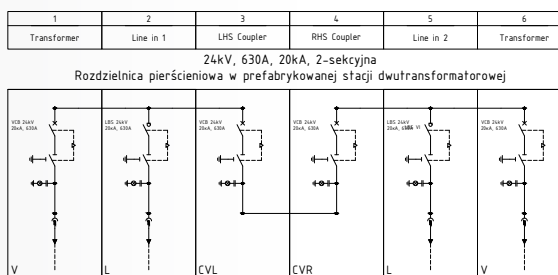 1 2 3 4 5 6
Transformer Line in 1 LHS Coupler RHS Coupler Line in 2 Transformer
24kV, 630A, 20kA, 2-sekcyjna
Rozdzielnica pierścieniowa w prefabrykowanej stacji dwutransformatorowej
VCB 24kV LBS 24kV VCB 24kV VCB 24kV LBS 24kV VCB 24kV
20kA, 630A 20kA, 630A 20kA, 630A 20kA, 630A 20kA, 630A
V L CVL CVR L V